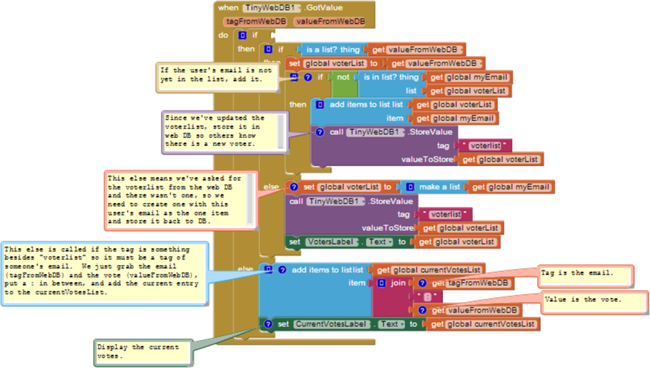 when TinyWebDB1 .GotValue
tagFromWebDB valueFromWebDB
do if
then if is a list? thing get valueFromWebDB
then set global voterList to get valueFromWebDB
If the user's email is not
yet in the list, add it.
if not is in list? thing get global myEmail
list get global voterList
then add items to list list get global voterList
item get global myEmail
Since we've updated the
voterlist, store it in
web DB so others know
there is a new voter.
call TinyWebDB1 .StoreValue
tag " voterlist "
valueToStore get global voterList
This else means we've asked for
the voterlist from the web DB
and there wasn't one, so we
need to create one with this
user's email as the one item
and store it back to DB.
else set global voterList to make a list get global myEmail
call TinyWebDB1 .StoreValue
tag " voterlist "
valueToStore get global voterList
set VotersLabel . Text to get global voterList
This else is called if the tag is something
besides "voterlist" so it must be a tag of
someone's email. We just grab the email
(tagfromWebDB) and the vote (valueFromWebDB),
put a : in between, and add the current entry
to the currentVotesList.
else add items to list list get global currentVotesList
item join get tagFromWebDB
Tag is the email.
" : "
get valueFromWebDB
Value is the vote.
set CurrentVotesLabel . Text to get global currentVotesList
Display the current
votes.